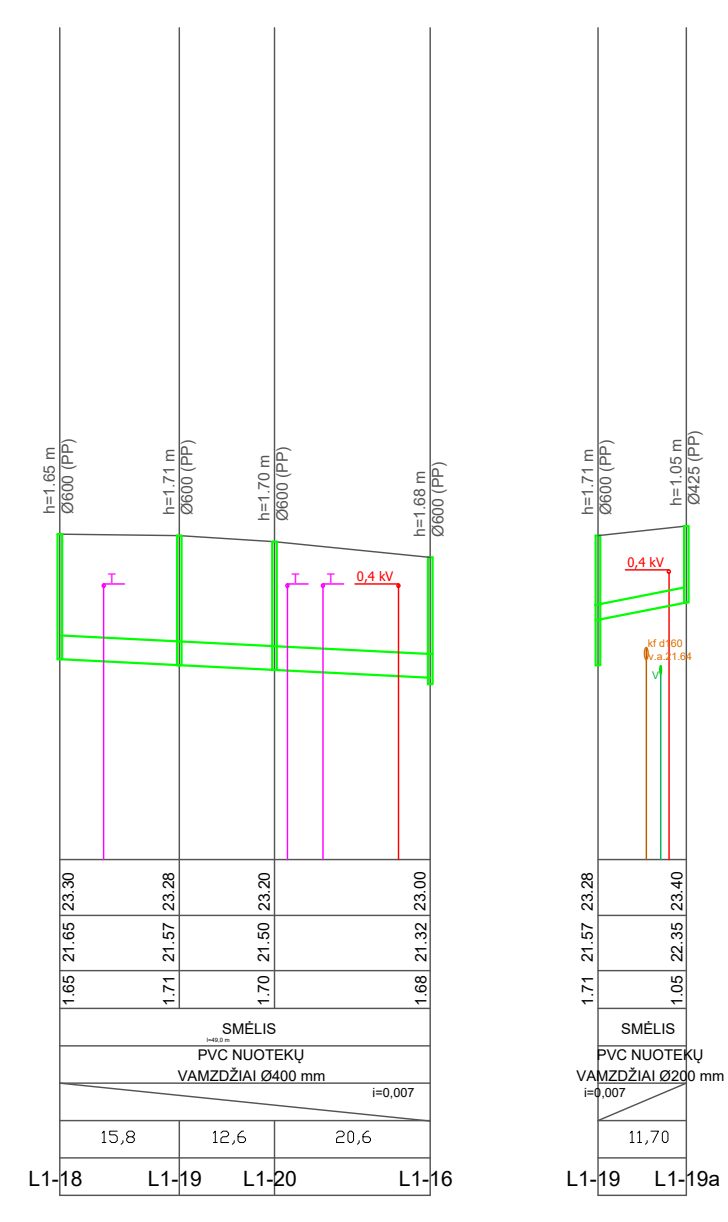 h=1.65 m
Ø600 (PP)
h=1.71 m
Ø600 (PP)
h=1.70 m
Ø600 (PP)
h=1.68 m
Ø600 (PP)
h=1.71 m
Ø600 (PP)
h=1.05 m
Ø425 (PP)
T
T
T
0,4 kV
0,4 kV
kf d160
v.a.21.64
V
23.30
23.28
23.20
23.00
23.28
23.40
21.65
21.57
21.50
21.32
21.57
22.35
1.65
1.71
1.70
1.68
1.71
1.05
SMĖLIS
SMĖLIS
l=49,0 m
PVC NUOTEKŲ
VAMZDŽIAI Ø400 mm
PVC NUOTEKŲ
VAMZDŽIAI Ø200 mm
i=0,007
i=0,007
15,8
12,6
20,6
11,70
L1-18
L1-19
L1-20
L1-16
L1-19
L1-19a